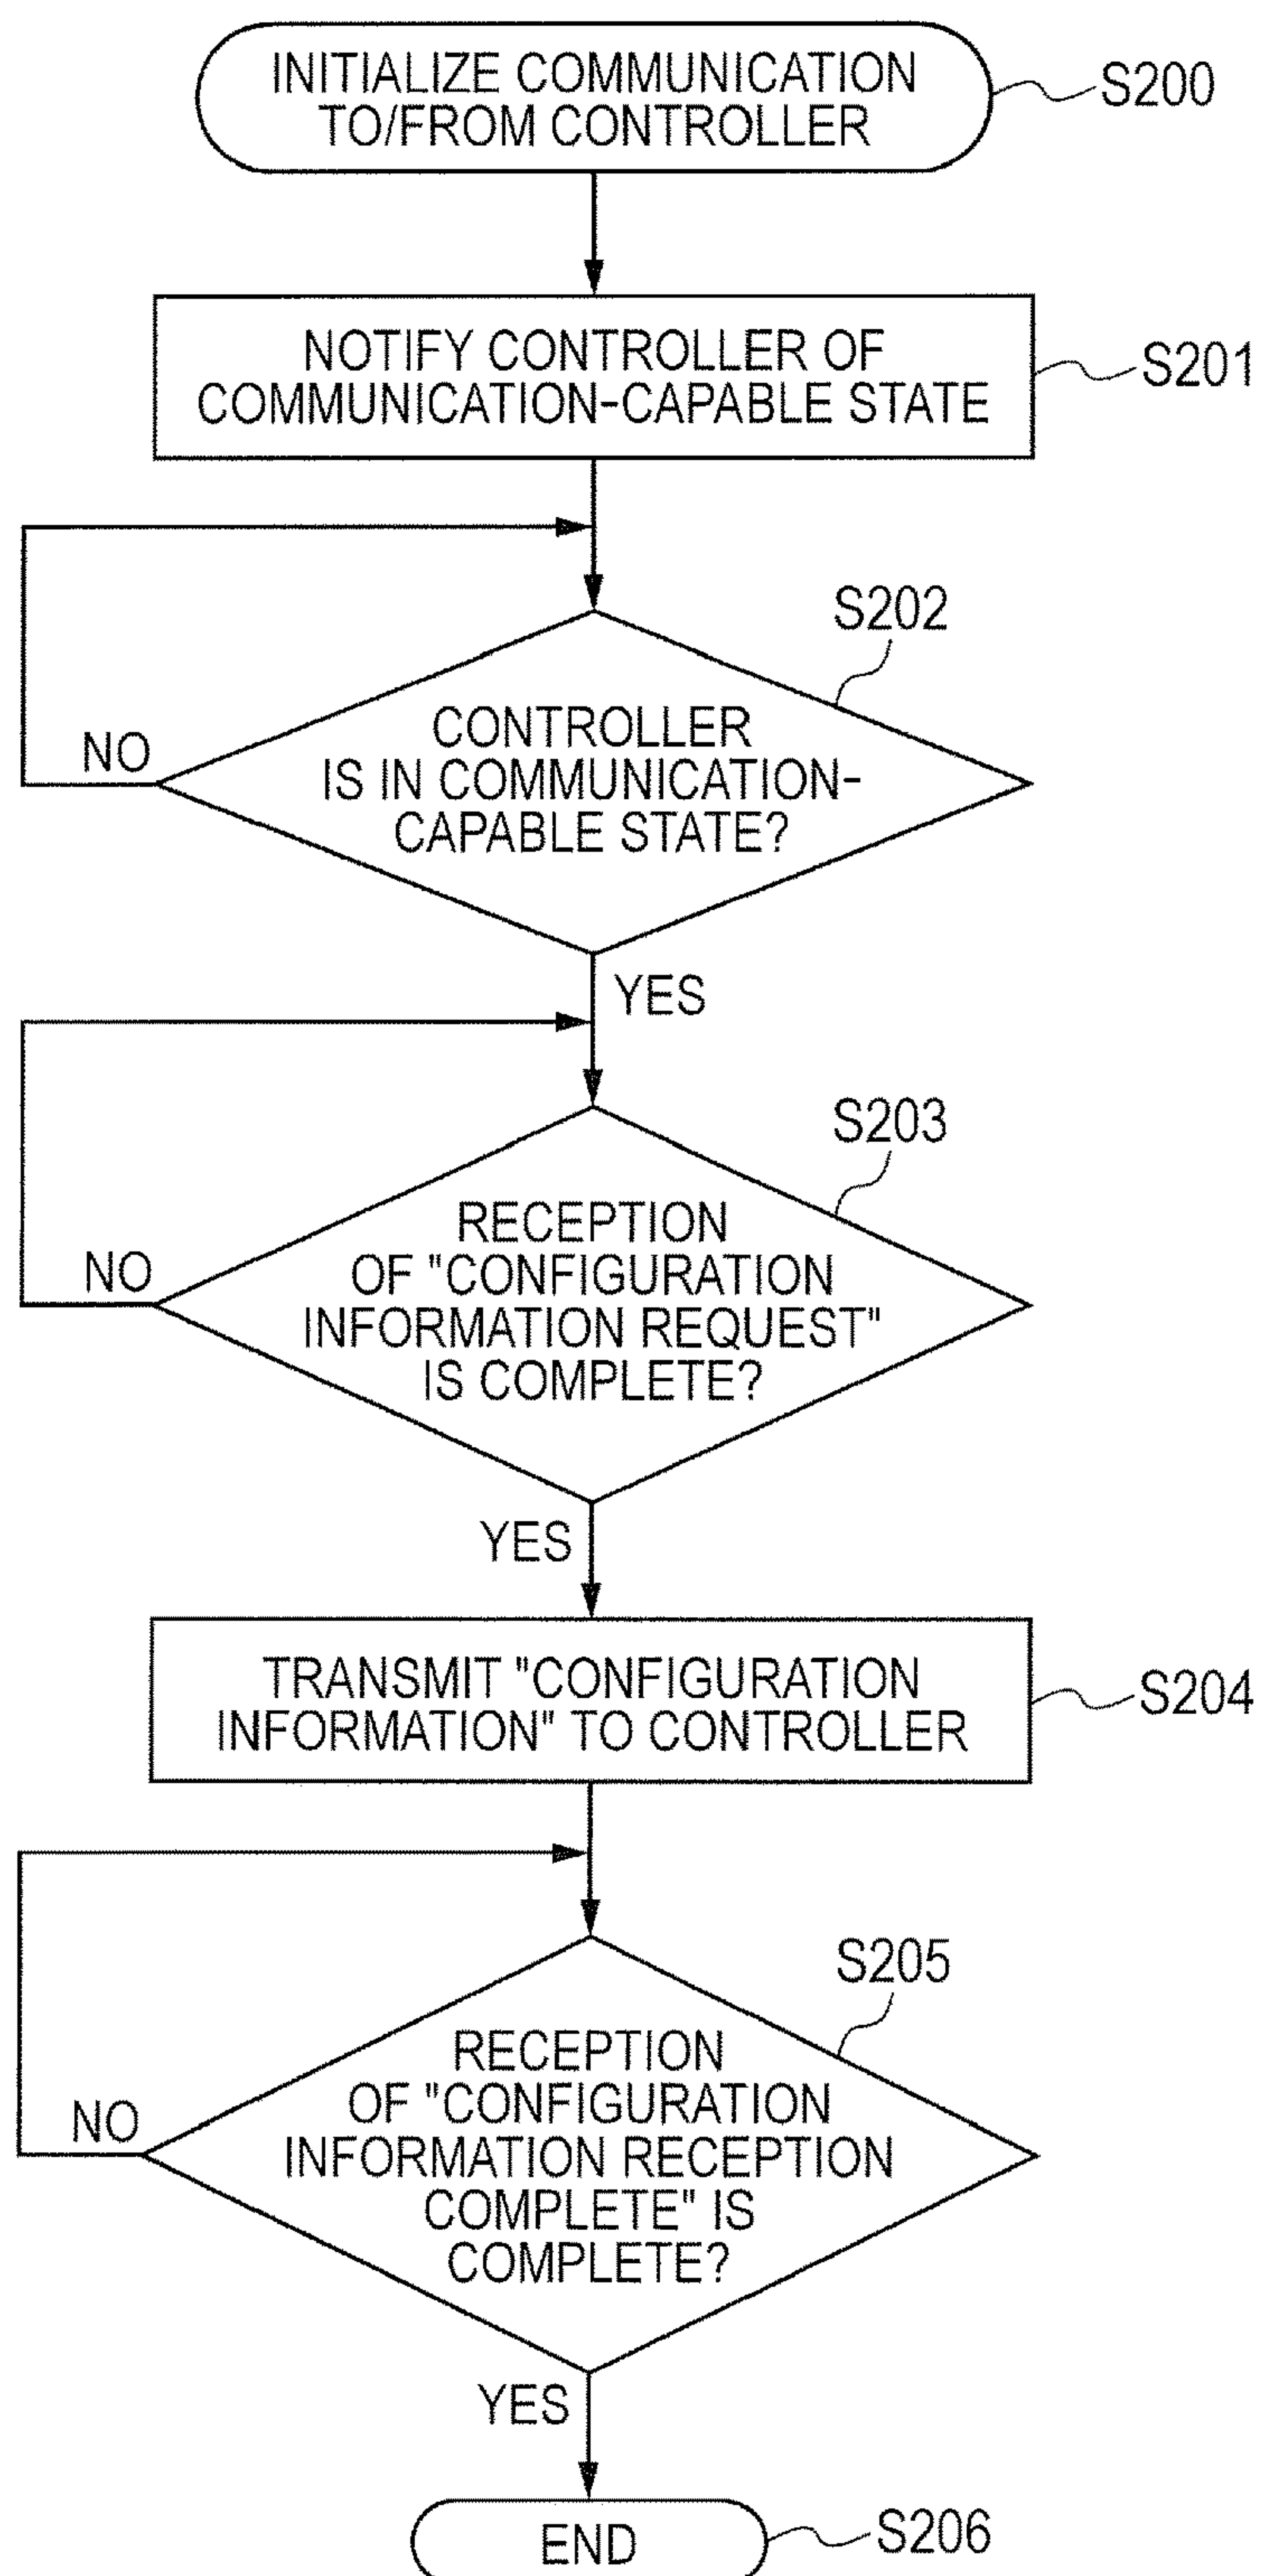 INITIALIZE COMMUNICATION
TO/FROM CONTROLLER
S200
NOTIFY CONTROLLER OF
COMMUNICATION-CAPABLE STATE
S201
S202
CONTROLLER
IS IN COMMUNICATION-
CAPABLE STATE?
NO
YES
S203
RECEPTION
OF "CONFIGURATION
INFORMATION REQUEST"
IS COMPLETE?
NO
YES
TRANSMIT "CONFIGURATION
INFORMATION" TO CONTROLLER
S204
S205
RECEPTION
OF "CONFIGURATION
INFORMATION RECEPTION
COMPLETE" IS
COMPLETE?
NO
YES
END
S206